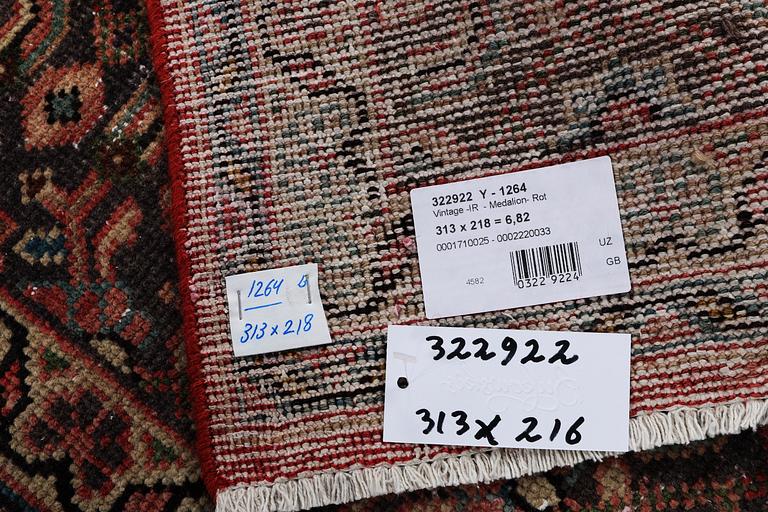 322922 Y - 1264
Vintage -IR - Medalion- Rot
313 x 218 = 6,82
0001710025 - 0002220033
UZ
GB
4582
0322 9224
1264
313 x 218
322922
313 x 216